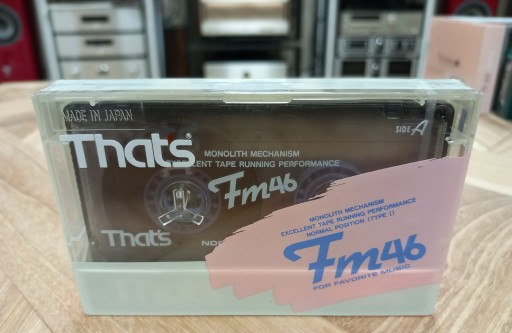 MADE IN JAPAN
That's
SIDE A
MONOLITH MECHANISM
EXCELLENT TAPE RUNNING PERFORMANCE
Fm46
That's
MONOLITH MECHANISM
EXCELLENT TAPE RUNNING PERFORMANCE
NORMAL POSITION (TYPE I)
Fm46
FOR FAVORITE MUSIC